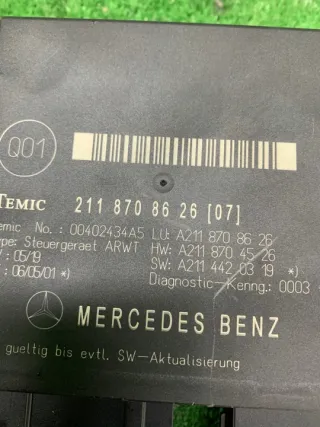 Q01
TEMIC 211 870 86 26 [07]
Temic No.: 00402434A5 LU: A211 870 86 26
Type: Steuergeraet ARWT HW: A211 870 45 26
: 05/19 SW: A211 442 03 19 *)
: 06/05/01 *) Diagnostic-Kenng.: 0003
MERCEDES BENZ
gueltig bis evtl. SW-Aktualisierung